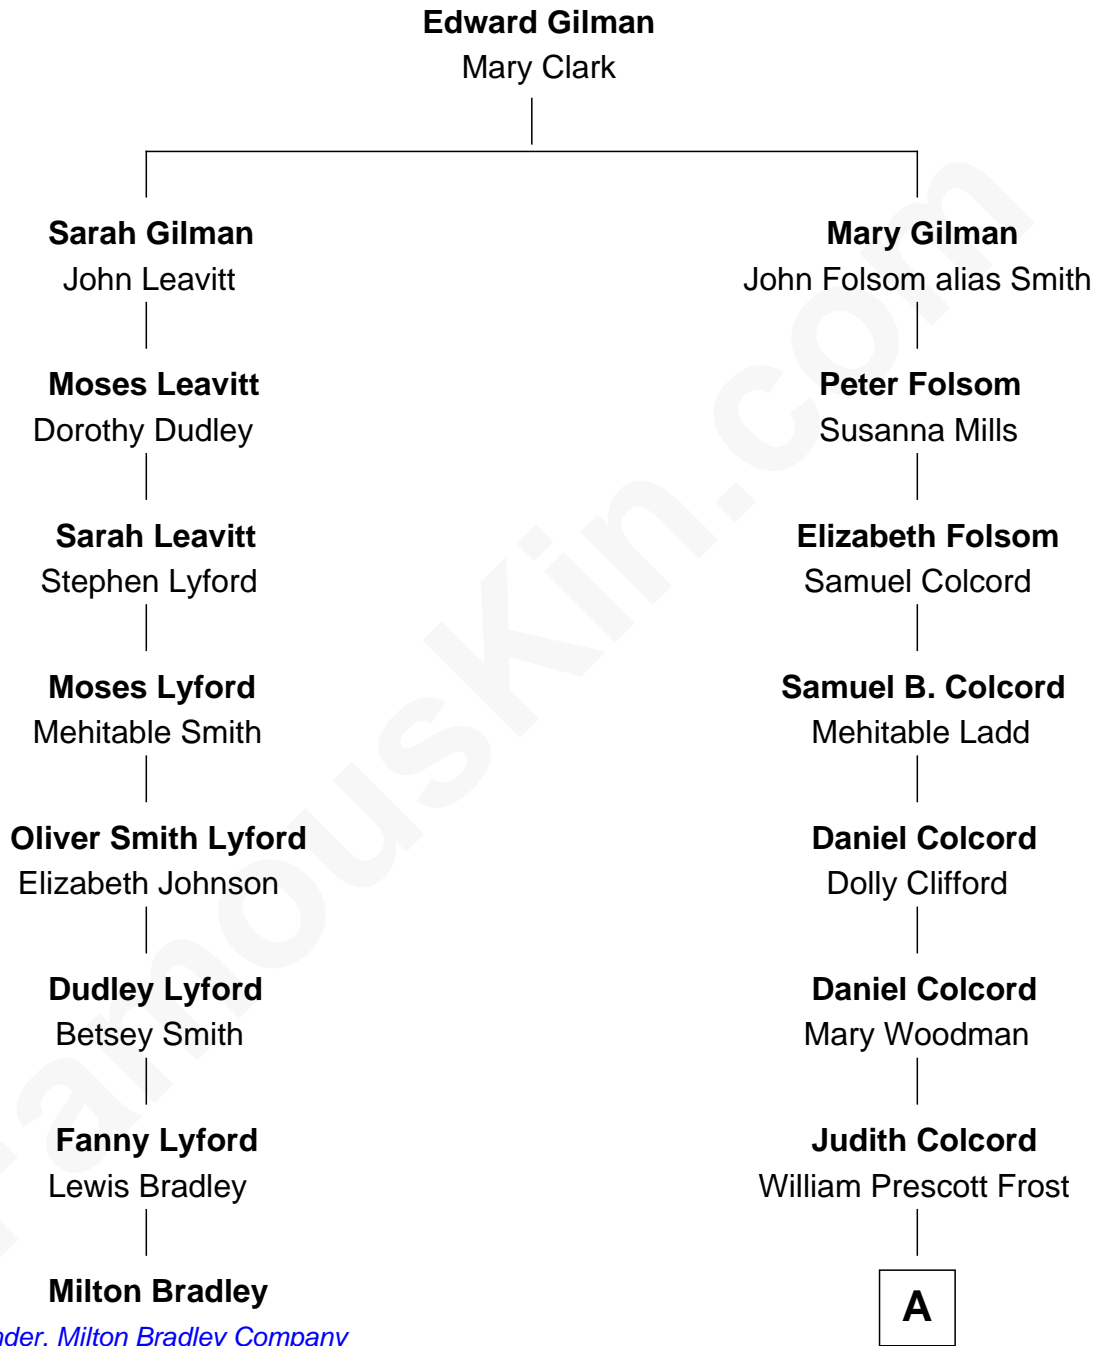 Edward Gilman
Mary Clark
Sarah Gilman
John Leavitt
Mary Gilman
John Folsom alias Smith
Moses Leavitt
Dorothy Dudley
Peter Folsom
Susanna Mills
Sarah Leavitt
Stephen Lyford
Elizabeth Folsom
Samuel Colcord
Moses Lyford
Mehitable Smith
Samuel B. Colcord
Mehitable Ladd
Oliver Smith Lyford
Elizabeth Johnson
Daniel Colcord
Dolly Clifford
Dudley Lyford
Betsey Smith
Daniel Colcord
Mary Woodman
Fanny Lyford
Lewis Bradley
Judith Colcord
William Prescott Frost
Milton Bradley
nder, Milton Bradley Company
A
FamousKin.com